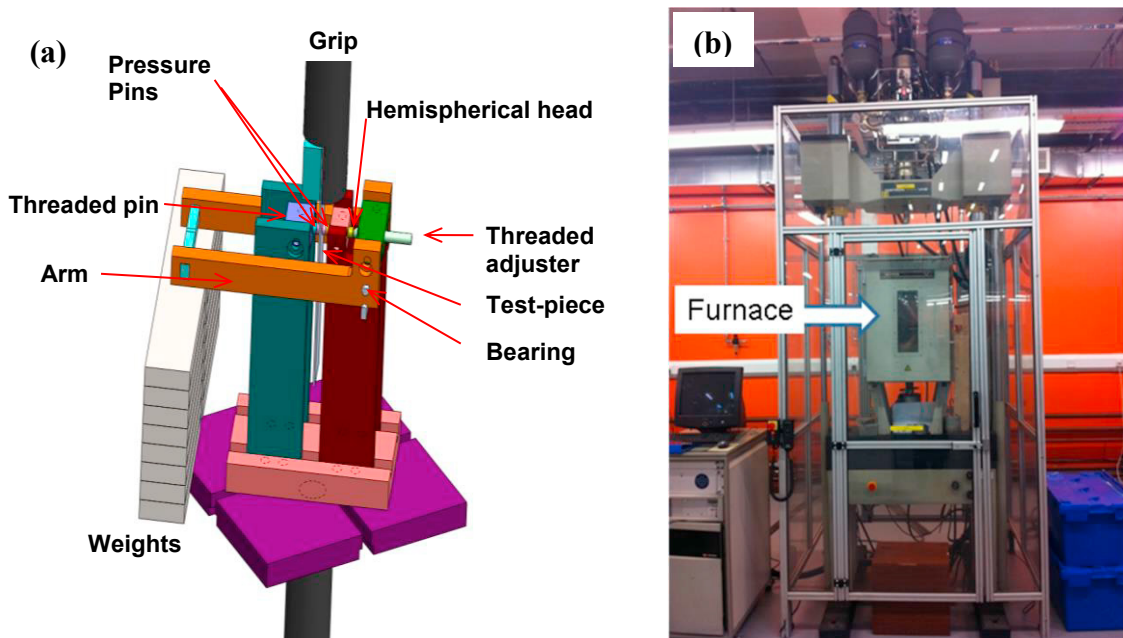 (a)
Grip
Pressure
Pins
Hemispherical head
Threaded pin
Threaded
adjuster
Arm
Test-piece
Bearing
Weights
(b)
Furnace